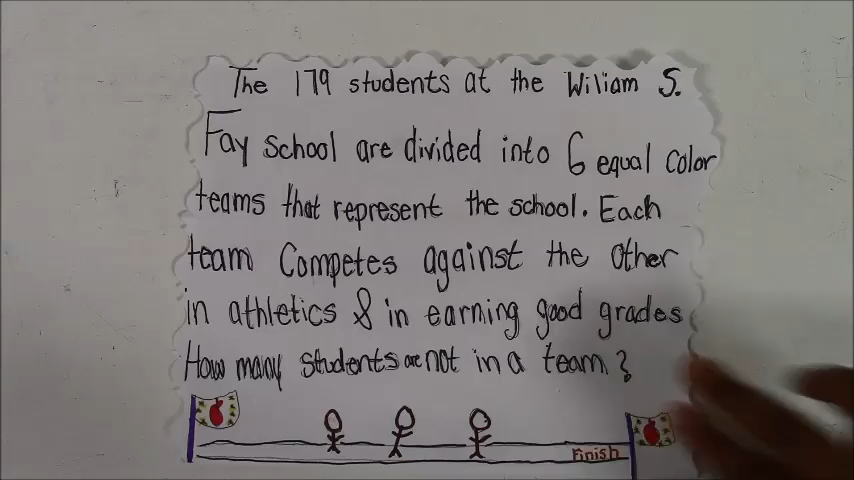 The 179 students at the Wiliam S.
Fay school are divided into 6 equal color
teams that represent the school. Each
team Competes against the other
in athletics & in earning good grades
How many students are not in a team?
Finish